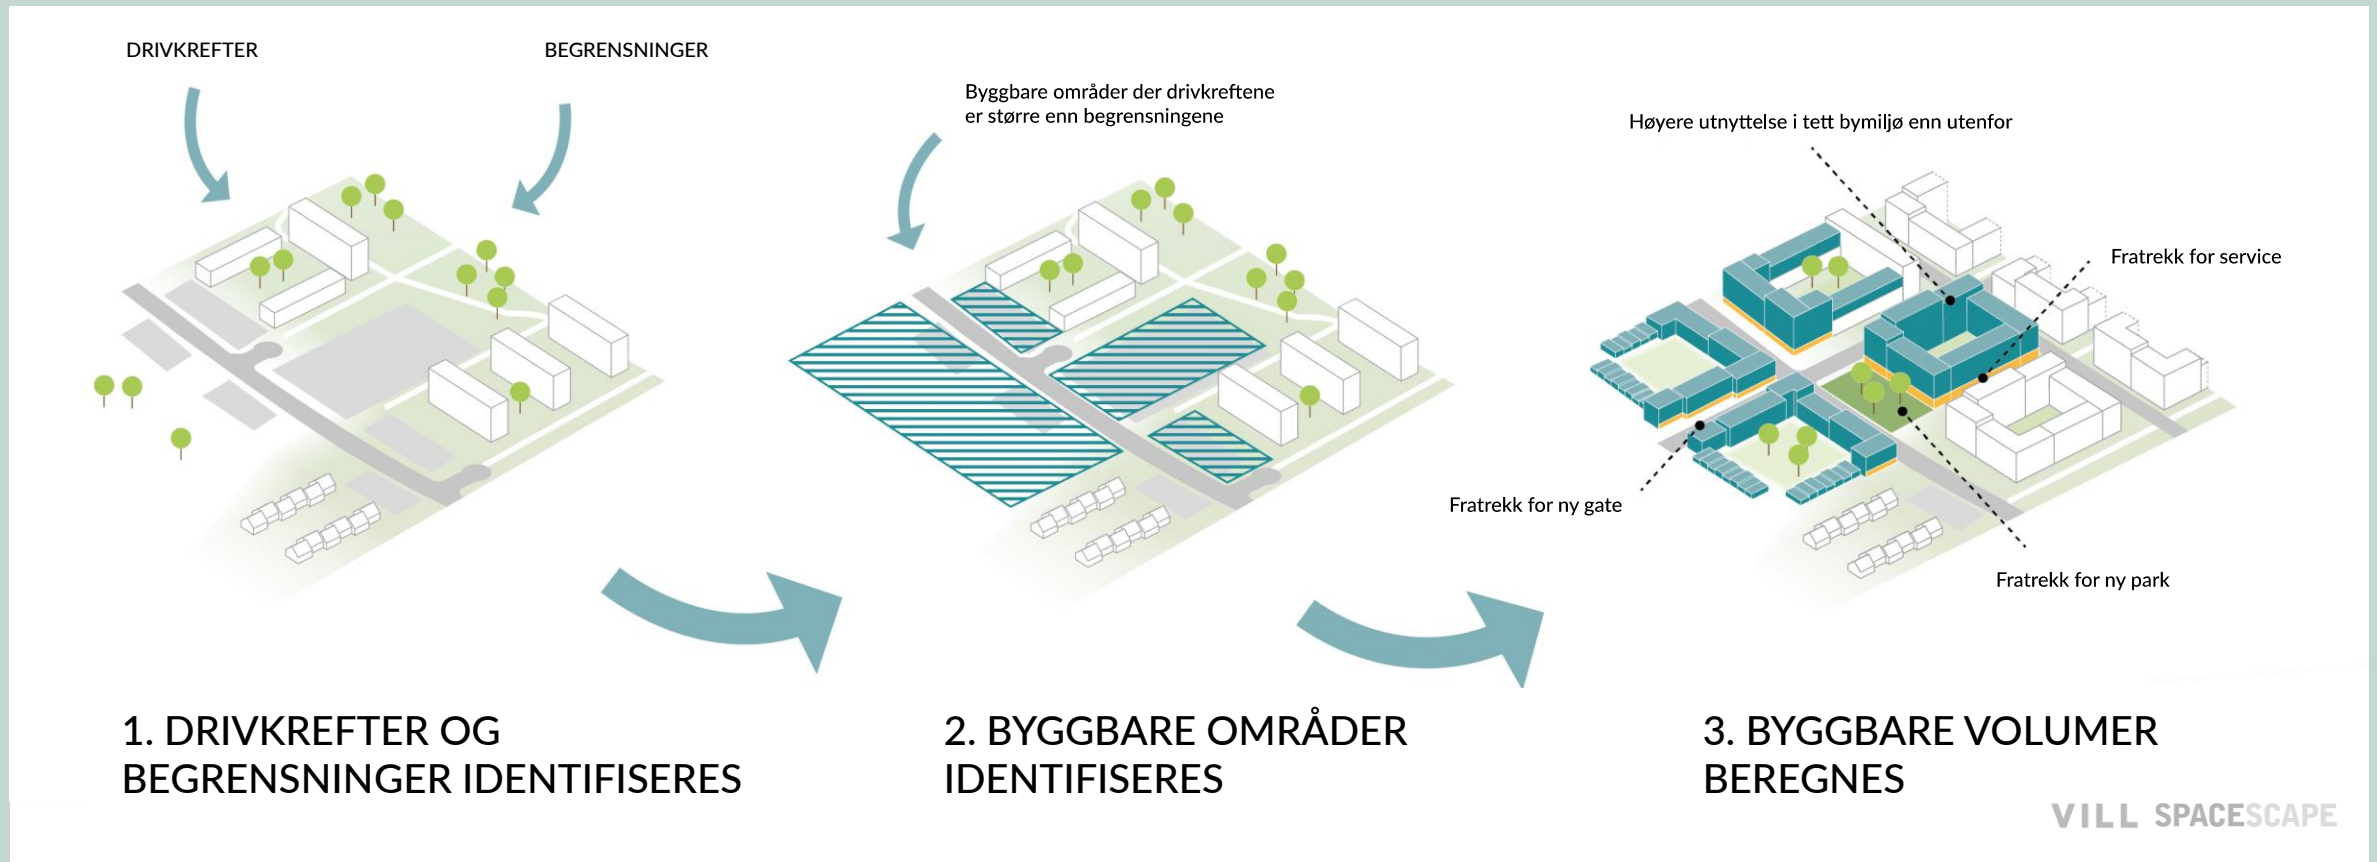 DRIVKREFTER
BEGRENSNINGER
Byggbare områder der drivkreftene
er større enn begrensningene
Høyere utnyttelse i tett bymiljø enn utenfor
Fratrekk for service
Fratrekk for ny gate
Fratrekk for ny park
1. DRIVKREFTER OG
BEGRENSNINGER IDENTIFISERES
2. BYGGBARE OMRÅDER
IDENTIFISERES
3. BYGGBARE VOLUMER
BEREGNES
VILL SPACESCAPE